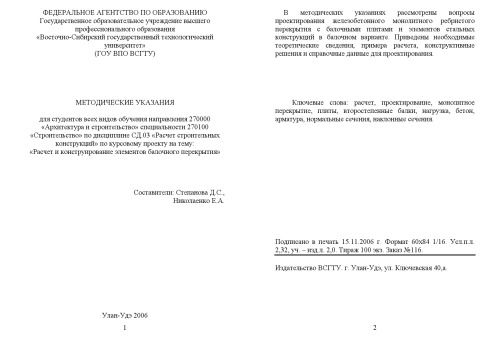 ФЕДЕРАЛЬНОЕ АГЕНТСТВО ПО ОБРАЗОВАНИЮ
Государственное образовательное учреждение высшего
профессионального образования
«Восточно-Сибирский государственный технологический
университет»
(ГОУ ВПО ВСГТУ)
МЕТОДИЧЕСКИЕ УКАЗАНИЯ
для студентов всех видов обучения направления 270000
«Архитектура и строительство» специальности 270100
«Строительство» по дисциплине СД.03 «Расчет строительных
конструкций» по курсовому проекту на тему:
«Расчет и конструирование элементов балочного перекрытия»
Составители: Степанова Д.С.,
Николаенко Е.А.
Улан-Удэ 2006
1
В методических указаниях рассмотрены вопросы
проектирования железобетонного монолитного ребристого
перекрытия с балочными плитами и элементов стальных
конструкций в балочном варианте. Приведены необходимые
теоретические сведения, примера расчета, конструктивные
решения и справочные данные для проектирования.
Ключевые слова: расчет, проектирование, монолитное
перекрытие, плиты, второстепенные балки, нагрузка, бетон,
арматура, нормальные сечения, наклонные сечения.
Подписано в печать 15.11.2006 г. Формат 60х84 1/16. Усл.п.л.
2,32, уч. – изд.л. 2,0. Тираж 100 экз. Заказ №116.
Издательство ВСГТУ. г. Улан-Удэ, ул. Ключевская 40,а.
2